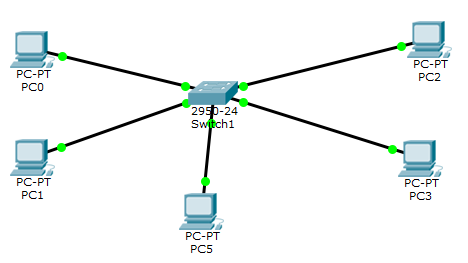 PC-PT
PC0
PC-PT
PC2
2950-24
Switch1
PC-PT
PC1
PC-PT
PC3
PC-PT
PC5